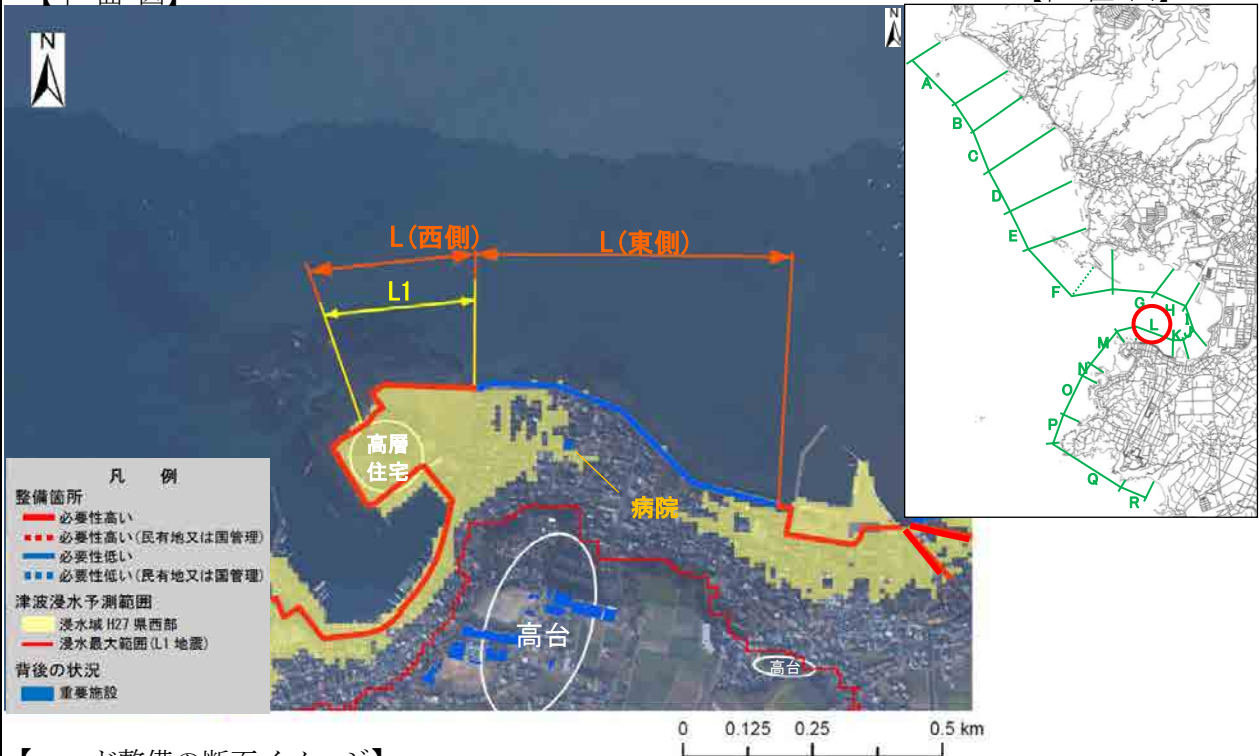 N
N
L(西側)
L(東側)
L1
高層
住宅
病院
高台
高台
凡 例
整備箇所
必要性高い
必要性高い(民有地又は国管理)
必要性低い
必要性低い(民有地又は国管理)
津波浸水予測範囲
浸水域 H27 県西部
浸水最大範囲(L1 地震)
背後の状況
重要施設
A
B
C
D
E
F
G
H
I
J
K
L
M
N
O
P
Q
R
0 0.125 0.25 0.5 km